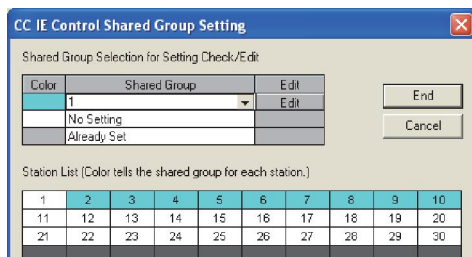 CC IE Control Shared Group Setting
Shared Group Selection for Setting Check/Edit
Color Shared Group Edit
1 Edit
No Setting
Already Set
End
Cancel
Station List (Color tells the shared group for each station.)
1 2 3 4 5 6 7 8 9 10
11 12 13 14 15 16 17 18 19 20
21 22 23 24 25 26 27 28 29 30